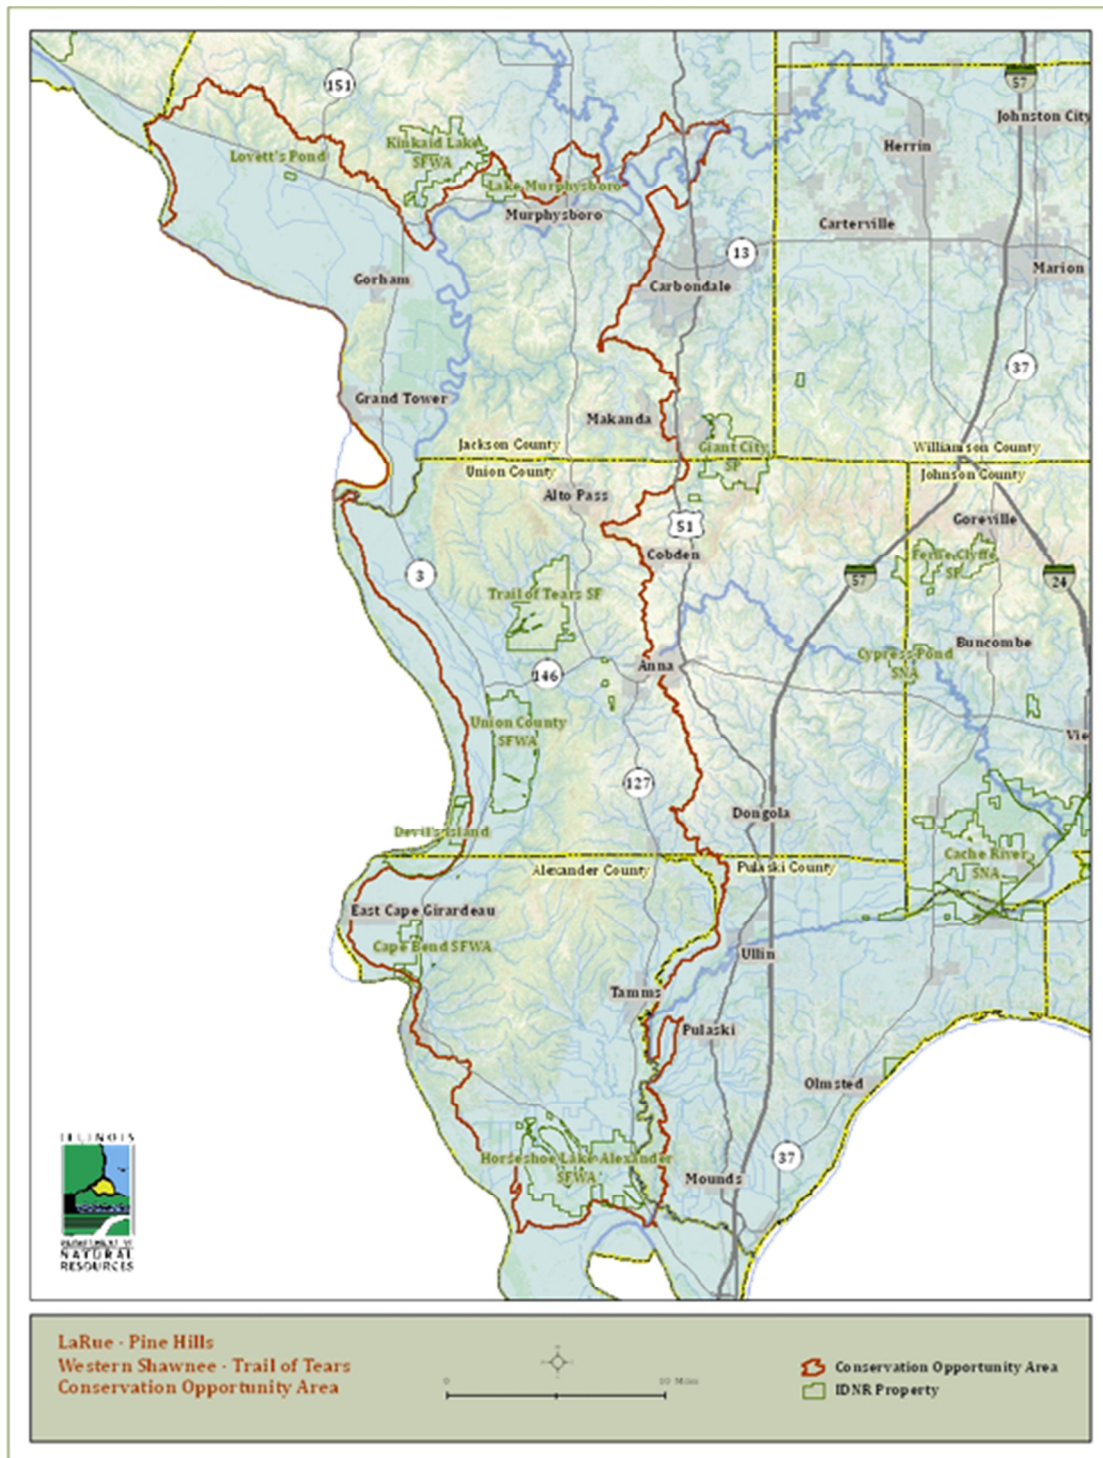 57
151
Johnston City
Kinkaid Lake
SFWA
Herrin
Lovett's Pond
Lake Murphysboro
Murphysboro
Carterville
13
Marion
Gorham
Carbondale
37
Grand Tower
Makanda
Jackson County
Giant City
SP
Williamson County
Union County
Johnson County
Alto Pass
51
Goreville
Cobden
Ferne Clyffe
SP
3
57
24
Trail of Tears SF
Buncombe
Cypress Pond
SNA
Anna
146
Union County
SFWA
Vie
127
Dongola
Devil's Island
Cache River
SNA
Alexander County
Pulaski County
East Cape Girardeau
Cape Bend SFWA
Ullin
Tamms
Pulaski
Olmsted
ILLINOIS
Horseshoe Lake-Alexander
SFWA
37
Mounds
DEPARTMENT OF
NATURAL
RESOURCES
LaRue - Pine Hills
Western Shawnee - Trail of Tears
Conservation Opportunity Area
0
10 Miles
Conservation Opportunity Area
IDNR Property